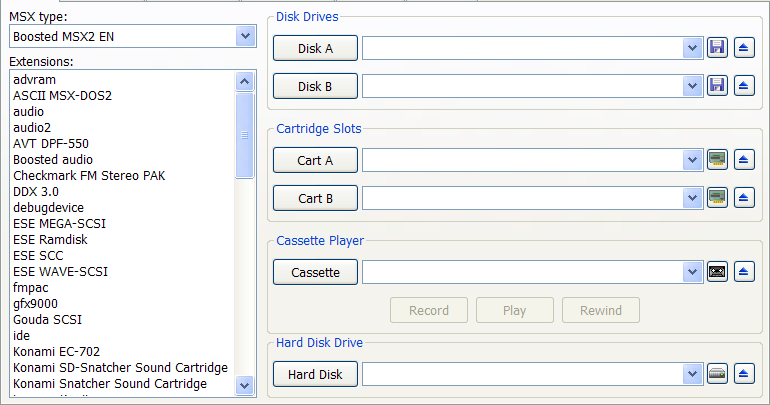 MSX type:
Boosted MSX2 EN
Extensions:
advram
ASCII MSX-DOS2
audio
audio2
AVT DPF-550
Boosted audio
Checkmark FM Stereo PAK
DDX 3.0
debugdevice
ESE MEGA-SCSI
ESE Ramdisk
ESE SCC
ESE WAVE-SCSI
fmpac
gfx9000
Gouda SCSI
ide
Konami EC-702
Konami SD-Snatcher Sound Cartridge
Konami Snatcher Sound Cartridge
Disk Drives
Disk A
Disk B
Cartridge Slots
Cart A
Cart B
Cassette Player
Cassette
Record Play Rewind
Hard Disk Drive
Hard Disk